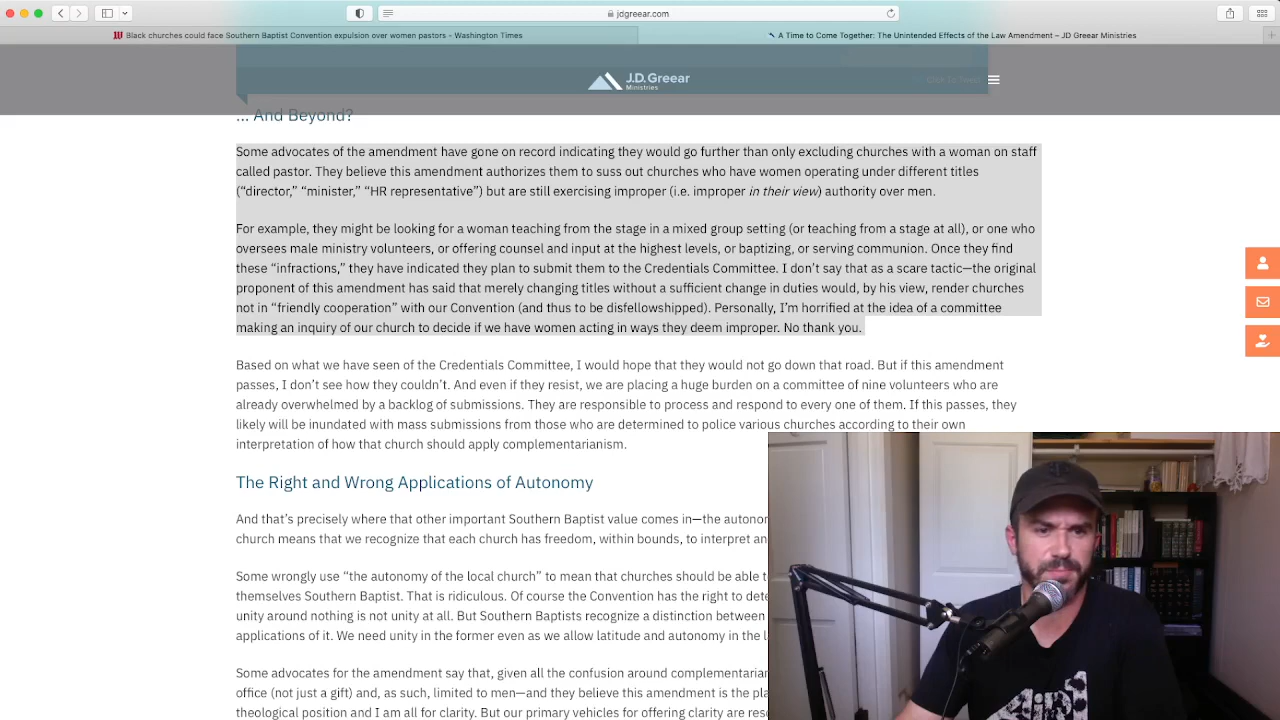 jdgreear.com
Black churches could face Southern Baptist Convention expulsion over women pastors - Washington Times
A Time to Come Together: The Unintended Effects of the Law Amendment – JD Greear Ministries
J.D. Greear
Ministries
... And Beyond?
Some advocates of the amendment have gone on record indicating they would go further than only excluding churches with a woman on staff
called pastor. They believe this amendment authorizes them to suss out churches who have women operating under different titles
(“director,” “minister,” “HR representative”) but are still exercising improper (i.e. improper in their view) authority over men.
For example, they might be looking for a woman teaching from the stage in a mixed group setting (or teaching from a stage at all), or one who
oversees male ministry volunteers, or offering counsel and input at the highest levels, or baptizing, or serving communion. Once they find
these “infractions,” they have indicated they plan to submit them to the Credentials Committee. I don’t say that as a scare tactic—the original
proponent of this amendment has said that merely changing titles without a sufficient change in duties would, by his view, render churches
not in “friendly cooperation” with our Convention (and thus to be disfellowshipped). Personally, I’m horrified at the idea of a committee
making an inquiry of our church to decide if we have women acting in ways they deem improper. No thank you.
Based on what we have seen of the Credentials Committee, I would hope that they would not go down that road. But if this amendment
passes, I don’t see how they couldn’t. And even if they resist, we are placing a huge burden on a committee of nine volunteers who are
already overwhelmed by a backlog of submissions. They are responsible to process and respond to every one of them. If this passes, they
likely will be inundated with mass submissions from those who are determined to police various churches according to their own
interpretation of how that church should apply complementarianism.
The Right and Wrong Applications of Autonomy
And that’s precisely where that other important Southern Baptist value comes in—the autonom
church means that we recognize that each church has freedom, within bounds, to interpret an
Some wrongly use “the autonomy of the local church” to mean that churches should be able t
themselves Southern Baptist. That is ridiculous. Of course the Convention has the right to dete
unity around nothing is not unity at all. But Southern Baptists recognize a distinction between
applications of it. We need unity in the former even as we allow latitude and autonomy in the l
Some advocates for the amendment say that, given all the confusion around complementarian
office (not just a gift) and, as such, limited to men—and they believe this amendment is the pla
theological position and I am all for clarity. But our primary vehicles for offering clarity are res